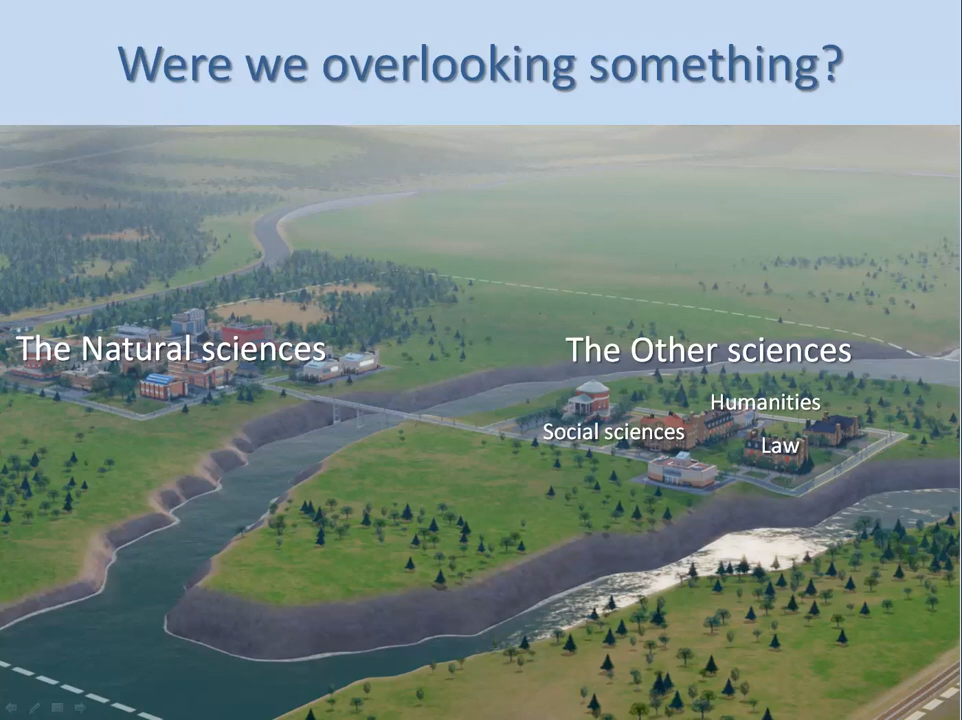 Were we overlooking something?
The Natural sciences
The Other sciences
Humanities
Social sciences
Law